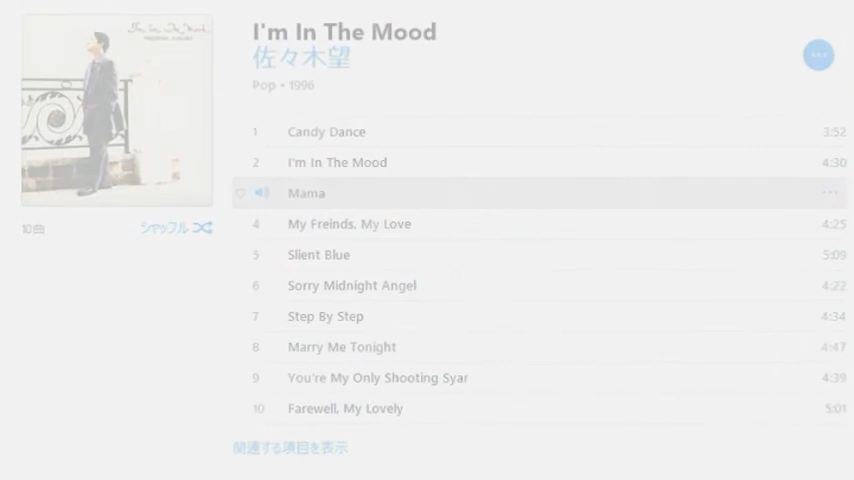 I'm In The Mood
佐々木望
Pop • 1996
1 Candy Dance 3:52
2 I'm In The Mood 4:30
Mama
4 My Freinds, My Love 4:25
5 Slient Blue 5:09
6 Sorry Midnight Angel 4:22
7 Step By Step 4:34
8 Marry Me Tonight 4:47
9 You're My Only Shooting Syar 4:39
10 Farewell, My Lovely 5:01
10曲
シャッフル
関連する項目を表示
I'm In The Mood